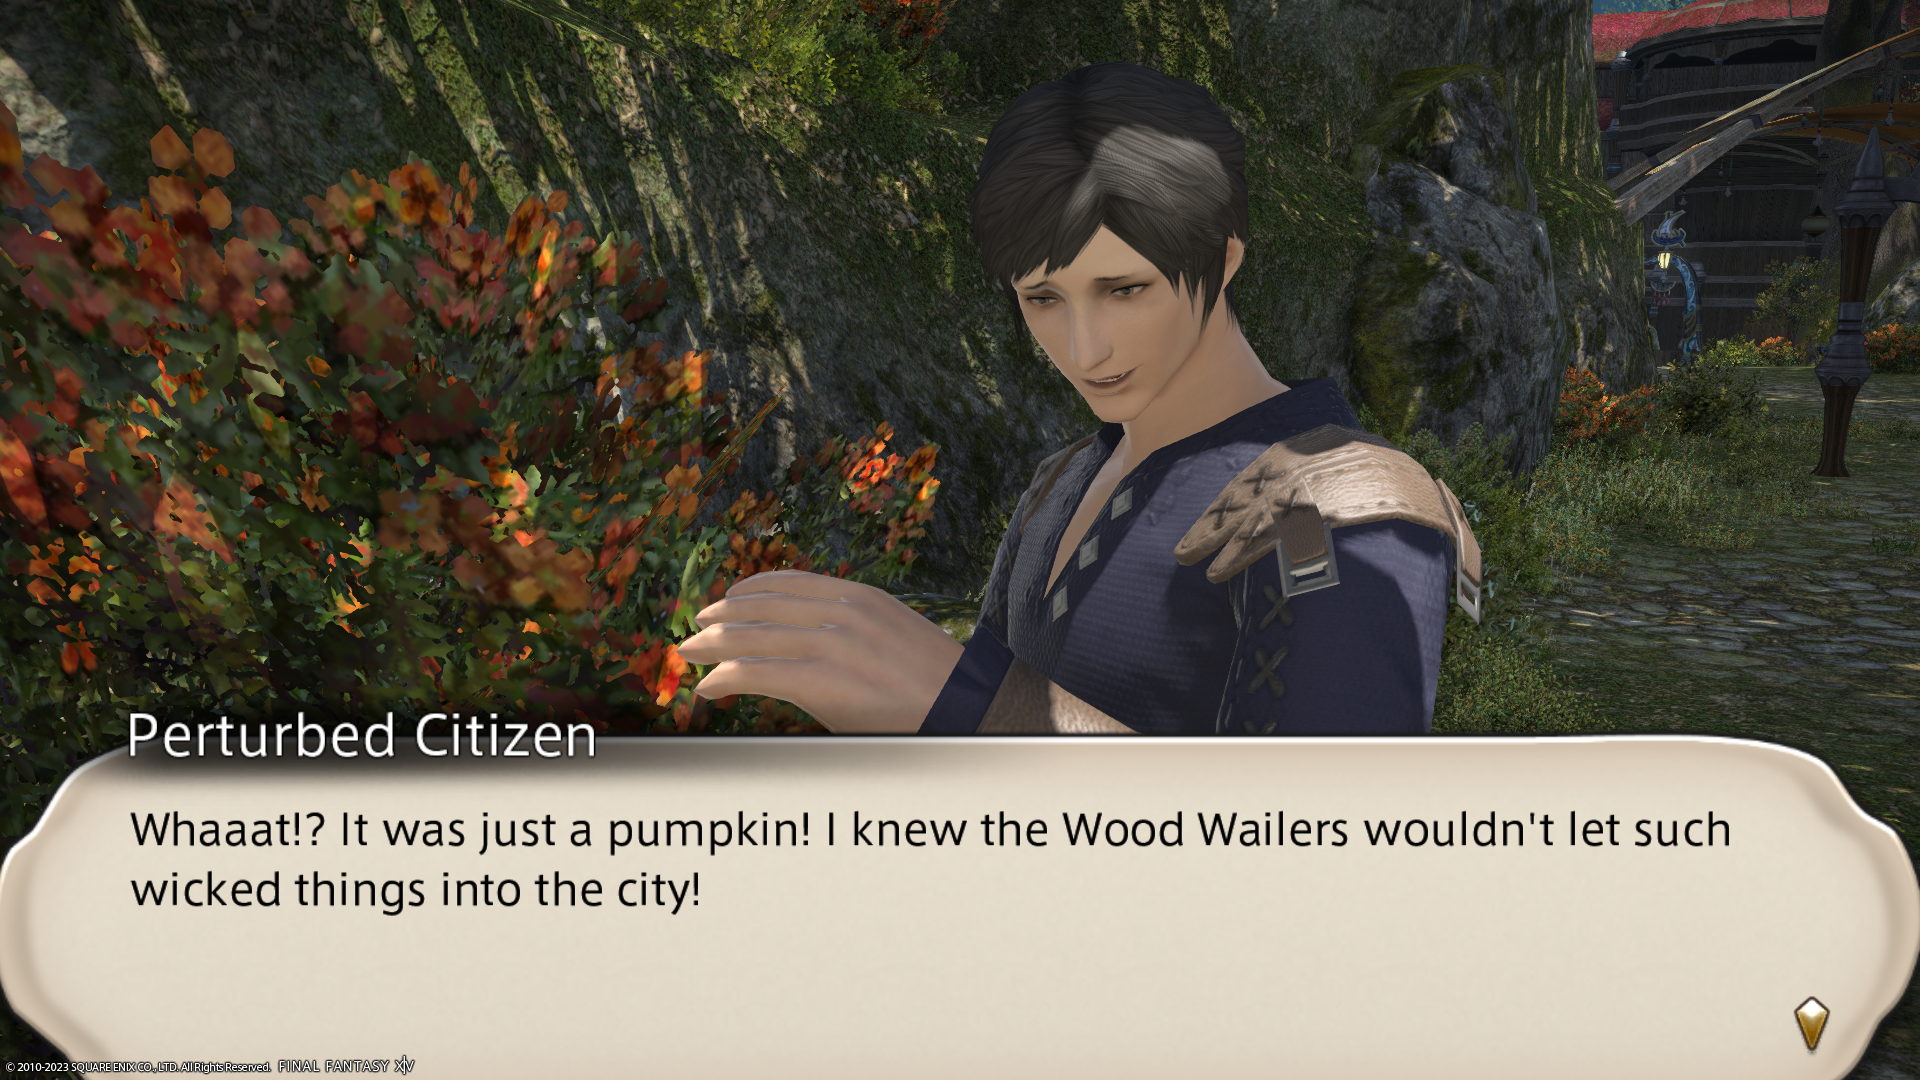 Perturbed Citizen
Whaaat!? It was just a pumpkin! I knew the Wood Wailers wouldn't let such
wicked things into the city!
© 2010-2023 SQUARE ENIX CO., LTD. All Rights Reserved. FINAL FANTASY XIV